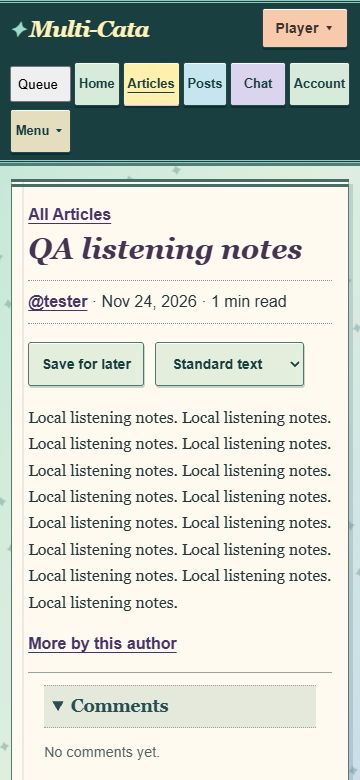 ✦Multi-Cata
Player ▼
Queue Home Articles Posts Chat Account
Menu ▼
All Articles
QA listening notes
@tester · Nov 24, 2026 · 1 min read
Save for later Standard text
Local listening notes. Local listening notes.
Local listening notes. Local listening notes.
Local listening notes. Local listening notes.
Local listening notes. Local listening notes.
Local listening notes. Local listening notes.
Local listening notes. Local listening notes.
Local listening notes. Local listening notes.
Local listening notes.
More by this author
▼ Comments
No comments yet.